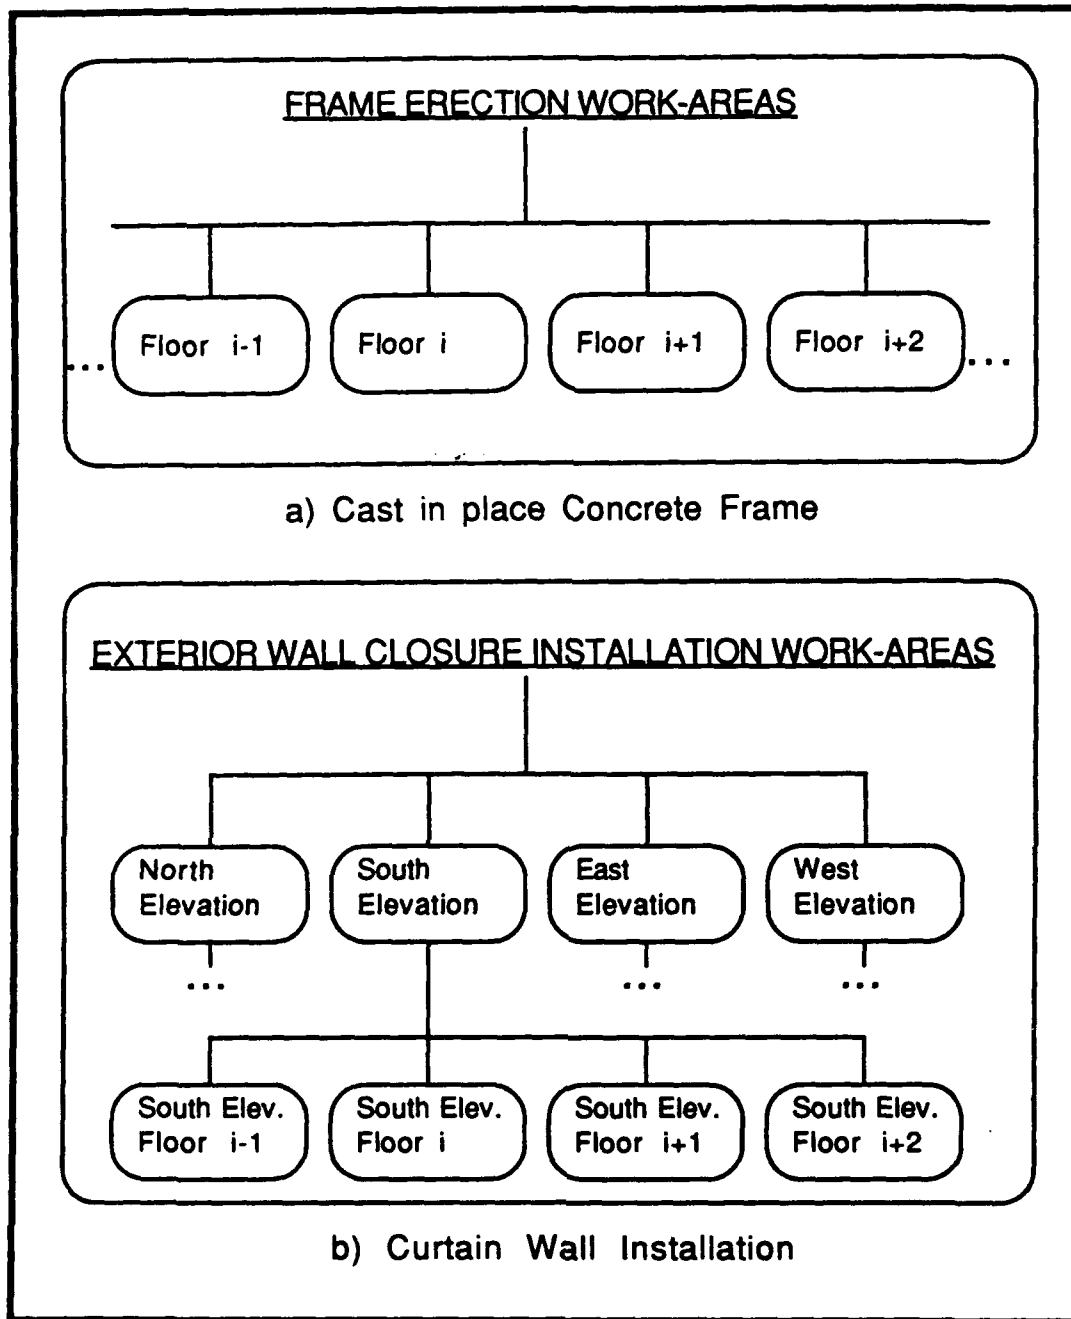 FRAME ERECTION WORK-AREAS
... Floor i-1 Floor i Floor i+1 Floor i+2 ...
a) Cast in place Concrete Frame
EXTERIOR WALL CLOSURE INSTALLATION WORK-AREAS
North Elevation
South Elevation
East Elevation
West Elevation
... ... ...
South Elev.
Floor i-1
South Elev.
Floor i
South Elev.
Floor i+1
South Elev.
Floor i+2
b) Curtain Wall Installation